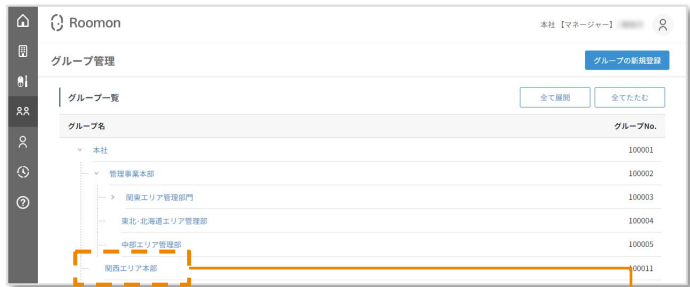 Roomon
本社 【マネージャー】
グループ管理
グループの新規登録
グループ一覧
全て展開
全てたたむ
グループ名 グループNo.
本社 100001
管理事業本部 100002
関東エリア管理部門 100003
東北・北海道エリア管理部 100004
中部エリア管理部 100005
関西エリア本部 100011